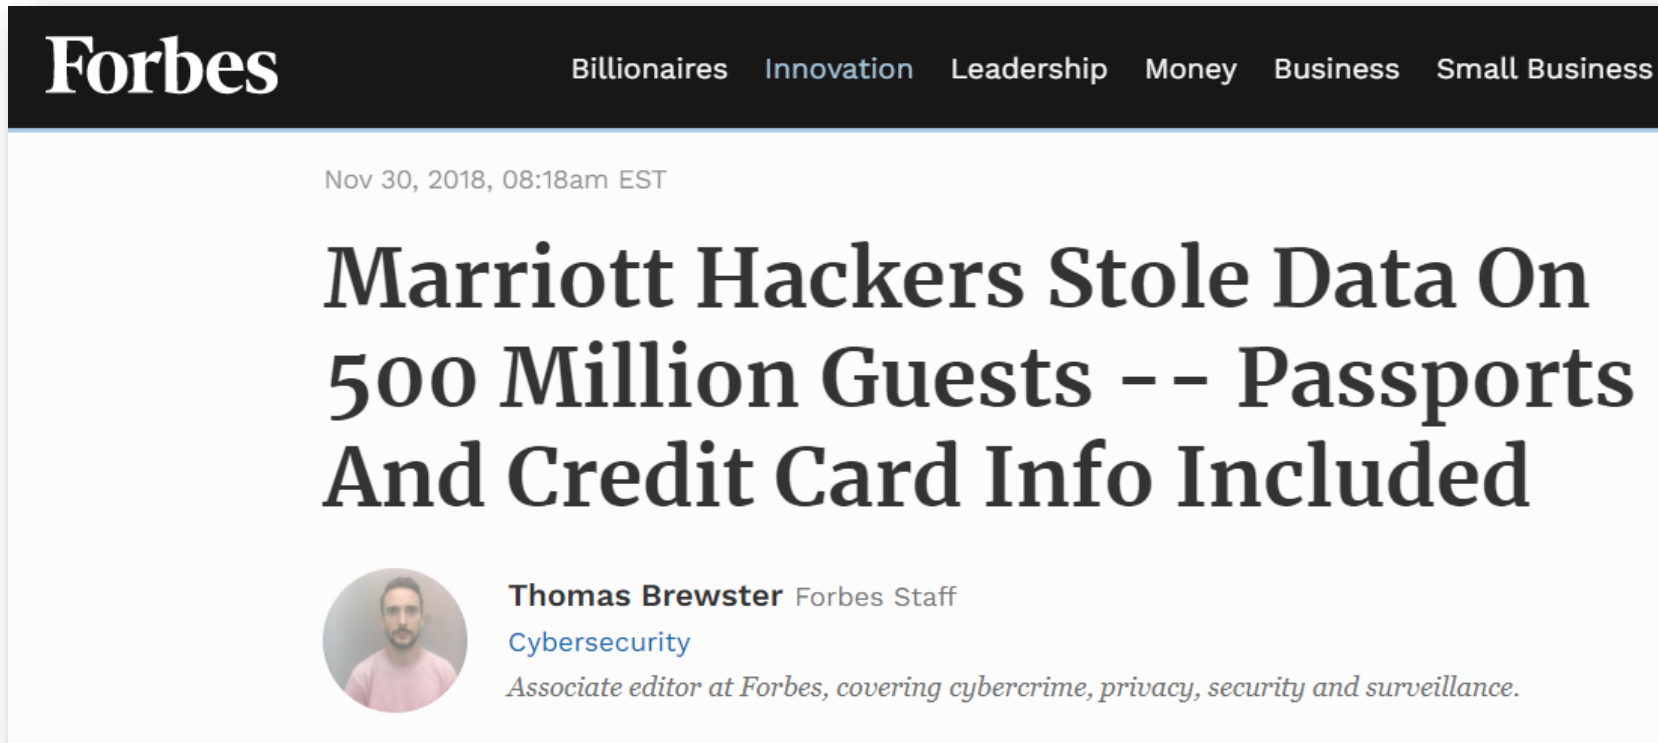 Forbes
Billionaires Innovation Leadership Money Business Small Business
Nov 30, 2018, 08:18am EST
Marriott Hackers Stole Data On
500 Million Guests -- Passports
And Credit Card Info Included
Thomas Brewster Forbes Staff
Cybersecurity
Associate editor at Forbes, covering cybercrime, privacy, security and surveillance.